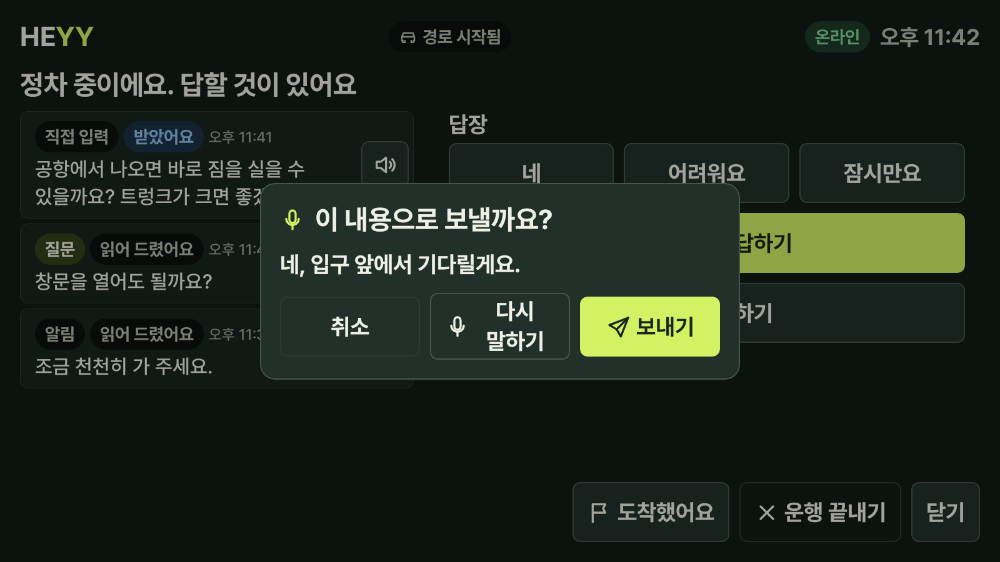 HEYY
경로 시작됨
온라인 오후 11:42
정차 중이에요. 답할 것이 있어요
직접 입력 받았어요 오후 11:41
공항에서 나오면 바로 짐을 실을 수
있을까요? 트렁크가 크면
질문 읽어 드렸어요 오후
창문을 열어도 될까요?
알림 읽어 드렸어요 오후
조금 천천히 가 주세요.
답장
네
어려워요
잠시만요
답하기
하기
이 내용으로 보낼까요?
네, 입구 앞에서 기다릴게요.
취소
다시
말하기
보내기
도착했어요
운행 끝내기
닫기